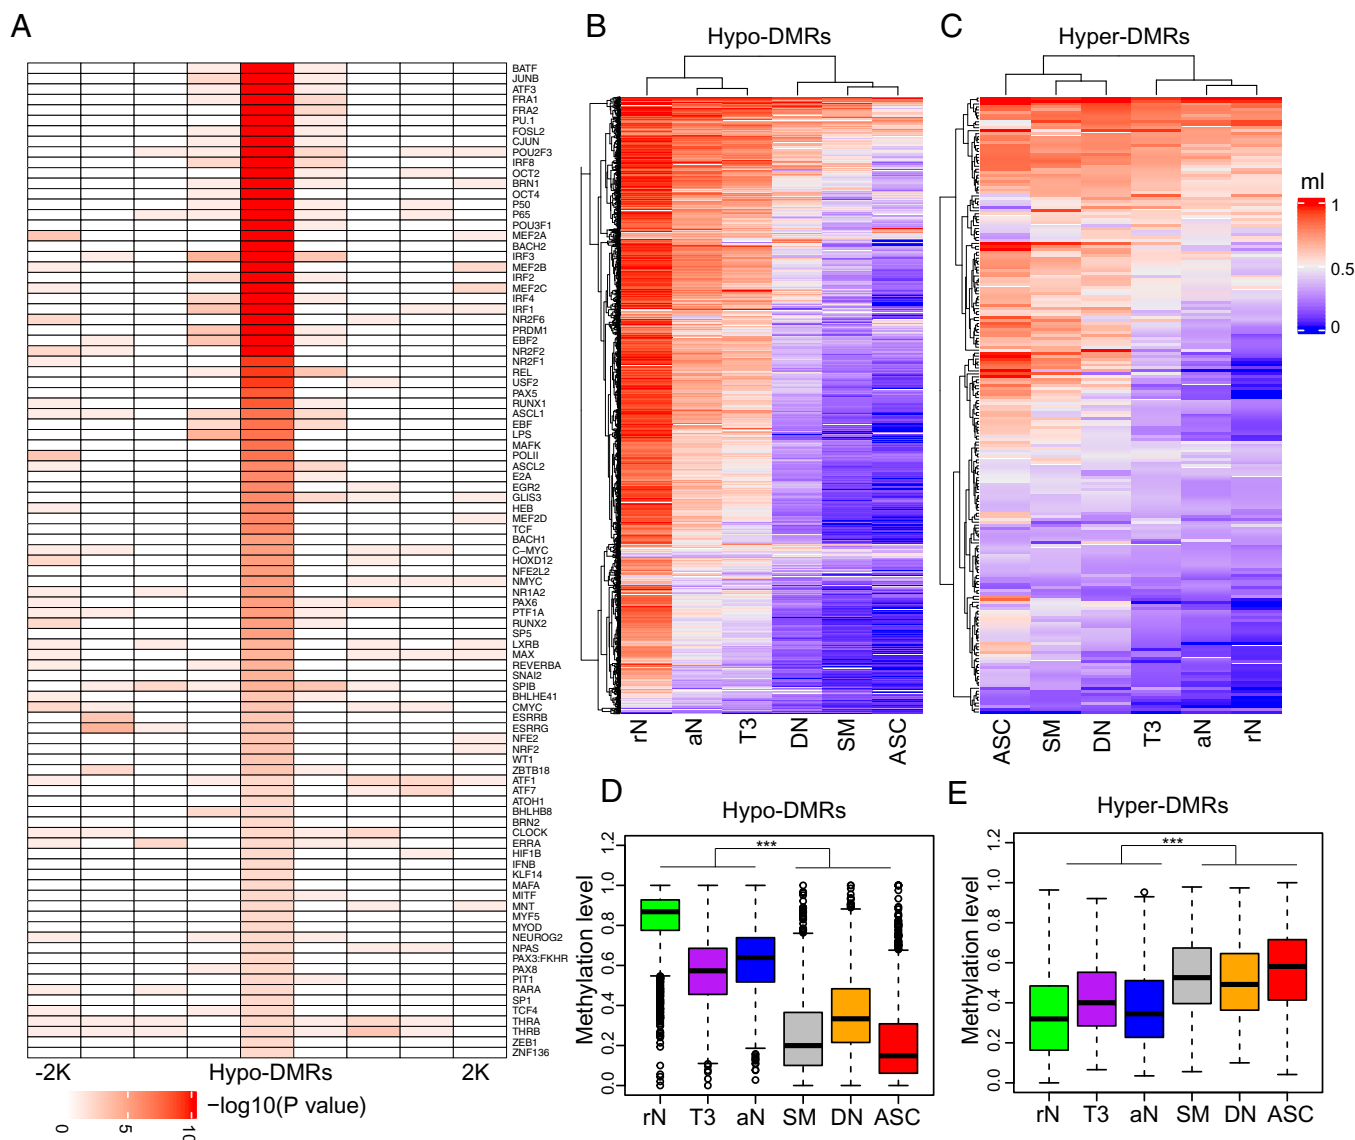 A
BATF
JUNB
ATF3
FRA1
FRA2
PU.1
FOSL2
CJUN
POU2F3
IRF8
OCT2
BRN1
OCT4
P50
P65
POU3F1
MEF2A
BACH2
IRF3
MEF2B
IRF2
MEF2C
IRF4
IRF1
NR2F6
PRDM1
EBF2
NR2F2
NR2F1
REL
USF2
PAX5
RUNX1
ASCL1
EBF
LPS
MAFK
POLII
ASCL2
E2A
EGR2
GLIS3
HEB
MEF2D
TCF
BACH1
C−MYC
HOXD12
NFE2L2
NMYC
NR1A2
PAX6
PTF1A
RUNX2
SP5
LXRB
MAX
REVERBA
SNAI2
SPIB
BHLHE41
CMYC
ESRRB
ESRRG
NFE2
NRF2
WT1
ZBTB18
ATF1
ATF7
ATOH1
BHLHB8
BRN2
CLOCK
ERRA
HIF1B
IFNB
KLF14
MAFA
MITF
MNT
MYF5
MYOD
NEUROG2
NPAS
PAX3:FKHR
PAX8
PIT1
RARA
SP1
TCF4
THRA
THRB
ZEB1
ZNF136
-2K Hypo-DMRs 2K
−log10(P value)
0 5 10
B
Hypo-DMRs
rN aN T3 DN SM ASC
C
Hyper-DMRs
ASC SM DN T3 aN rN
ml
1
0.5
0
D
Hypo-DMRs
***
Methylation level
1.2
1.0
0.8
0.6
0.4
0.2
0.0
rN T3 aN SM DN ASC
E
Hyper-DMRs
***
Methylation level
1.2
1.0
0.8
0.6
0.4
0.2
0.0
rN T3 aN SM DN ASC